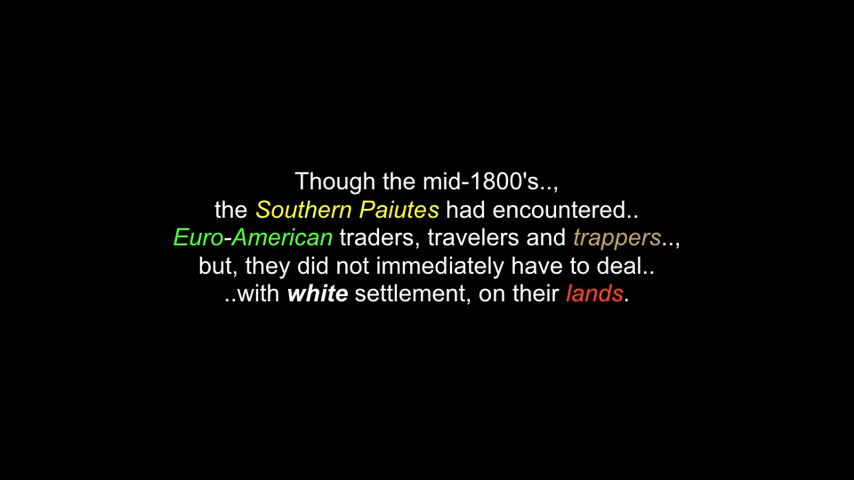 Though the mid-1800's..,
the Southern Paiutes had encountered..
Euro-American traders, travelers and trappers..,
but, they did not immediately have to deal..
..with white settlement, on their lands.